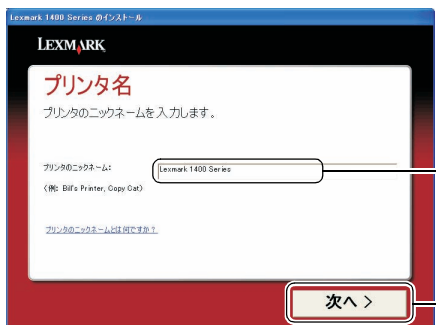 Lexmark 1400 Series のインストール
LEXMARK
プリンタ名
プリンタのニックネームを入力します。
プリンタのニックネーム:
Lexmark 1400 Series
(例: Bill's Printer, Copy Cat)
プリンタのニックネームとは何ですか?
次へ >